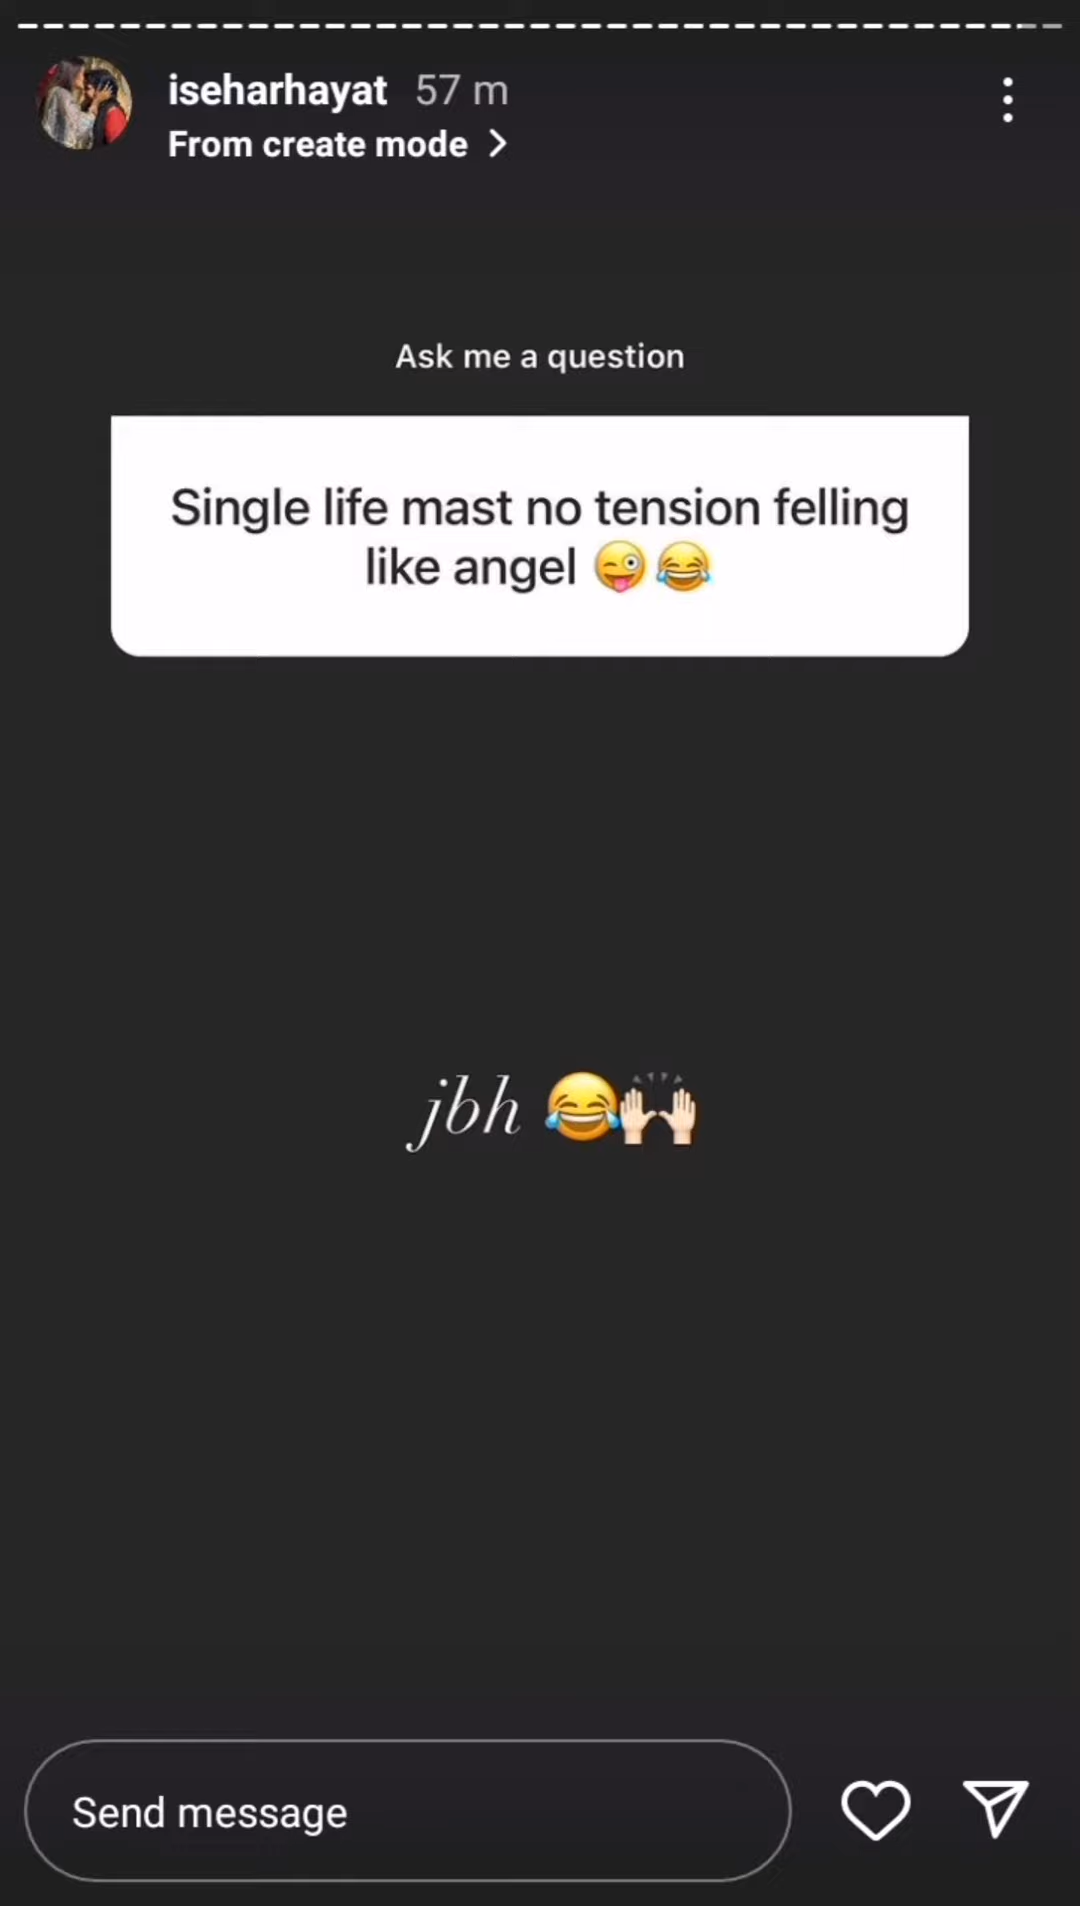 iseharhayat 57 m
From create mode
Ask me a question
Single life mast no tension felling
like angel 😜😂
jbh 😂🙌🏻
Send message